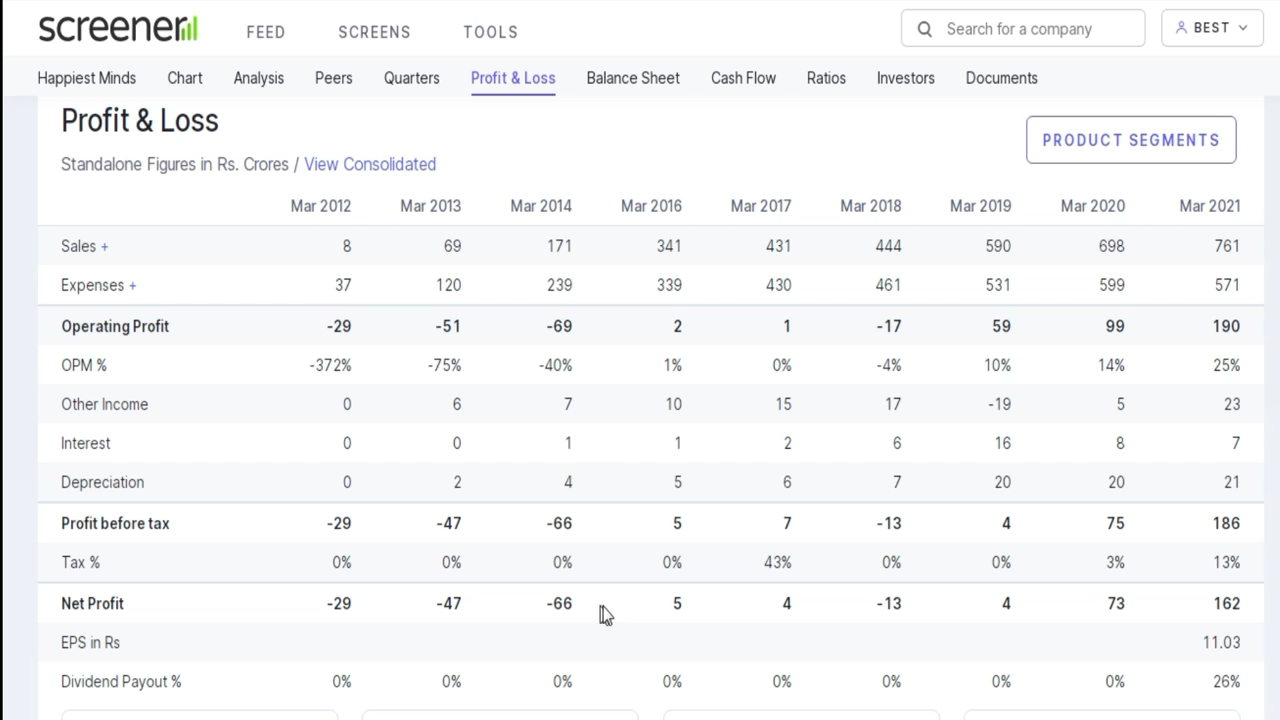 screener FEED SCREENS TOOLS Search for a company BEST
Happiest Minds Chart Analysis Peers Quarters Profit & Loss Balance Sheet Cash Flow Ratios Investors Documents
Profit & Loss
PRODUCT SEGMENTS
Standalone Figures in Rs. Crores / View Consolidated
Mar 2012 Mar 2013 Mar 2014 Mar 2016 Mar 2017 Mar 2018 Mar 2019 Mar 2020 Mar 2021
Sales + 8 69 171 341 431 444 590 698 761
Expenses + 37 120 239 339 430 461 531 599 571
Operating Profit -29 -51 -69 2 1 -17 59 99 190
OPM % -372% -75% -40% 1% 0% -4% 10% 14% 25%
Other Income 0 6 7 10 15 17 -19 5 23
Interest 0 0 1 1 2 6 16 8 7
Depreciation 0 2 4 5 6 7 20 20 21
Profit before tax -29 -47 -66 5 7 -13 4 75 186
Tax % 0% 0% 0% 0% 43% 0% 0% 3% 13%
Net Profit -29 -47 -66 5 4 -13 4 73 162
EPS in Rs 11.03
Dividend Payout % 0% 0% 0% 0% 0% 0% 0% 0% 26%